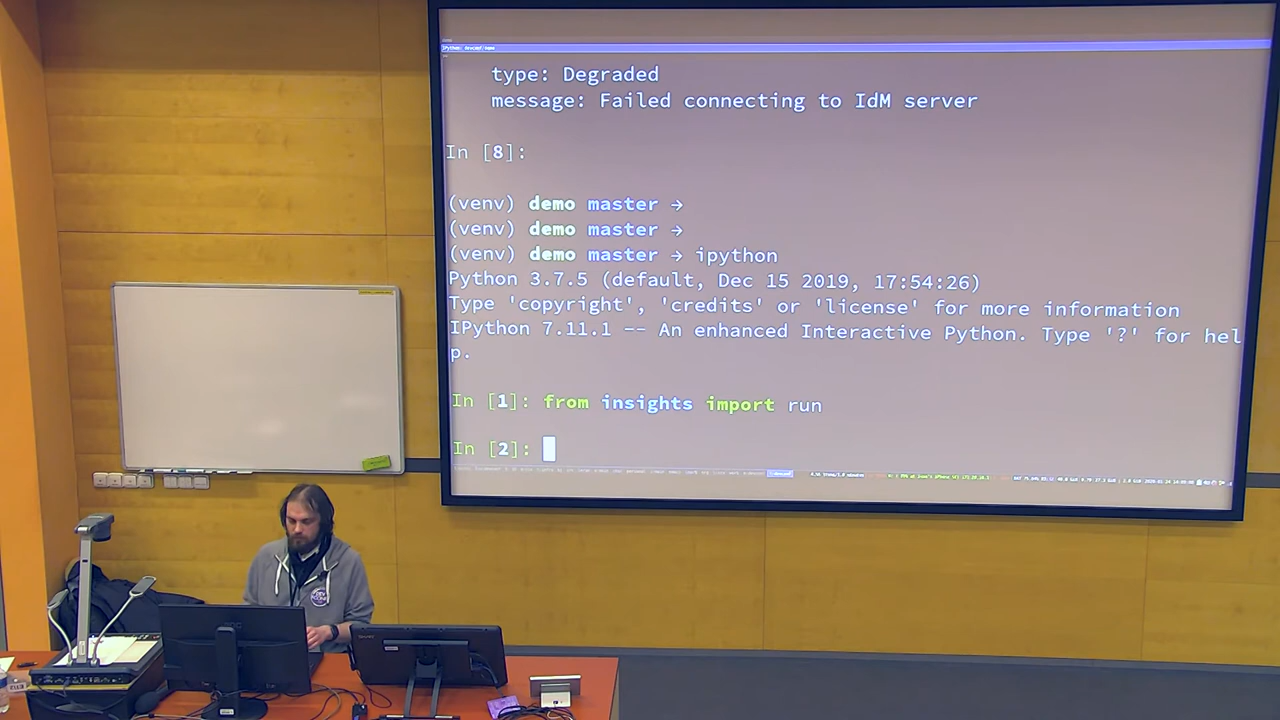 IPython: devconf/demo
type: Degraded
message: Failed connecting to IdM server
In [8]:
(venv) demo master →
(venv) demo master →
(venv) demo master → ipython
Python 3.7.5 (default, Dec 15 2019, 17:54:26)
Type 'copyright', 'credits' or 'license' for more information
IPython 7.11.1 -- An enhanced Interactive Python. Type '?' for hel
p.
In [1]: from insights import run
In [2]: